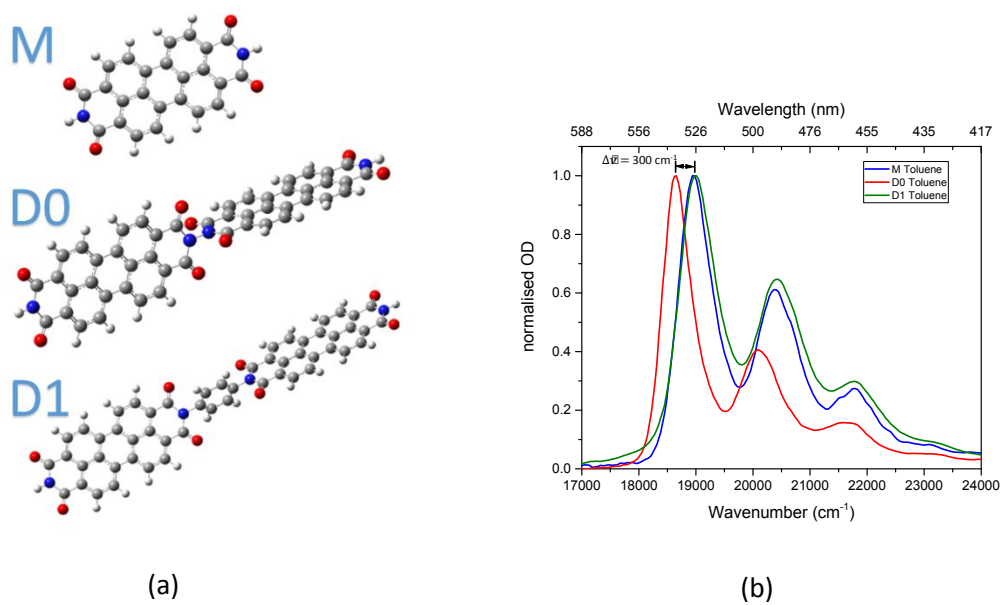 M
D0
D1
(a)
Wavelength (nm)
588 556 526 500 476 455 435 417
Δ = 300 cm⁻¹
M Toluene
D0 Toluene
D1 Toluene
normalised OD
1.0
0.8
0.6
0.4
0.2
0.0
17000 18000 19000 20000 21000 22000 23000 24000
Wavenumber (cm⁻¹)
(b)